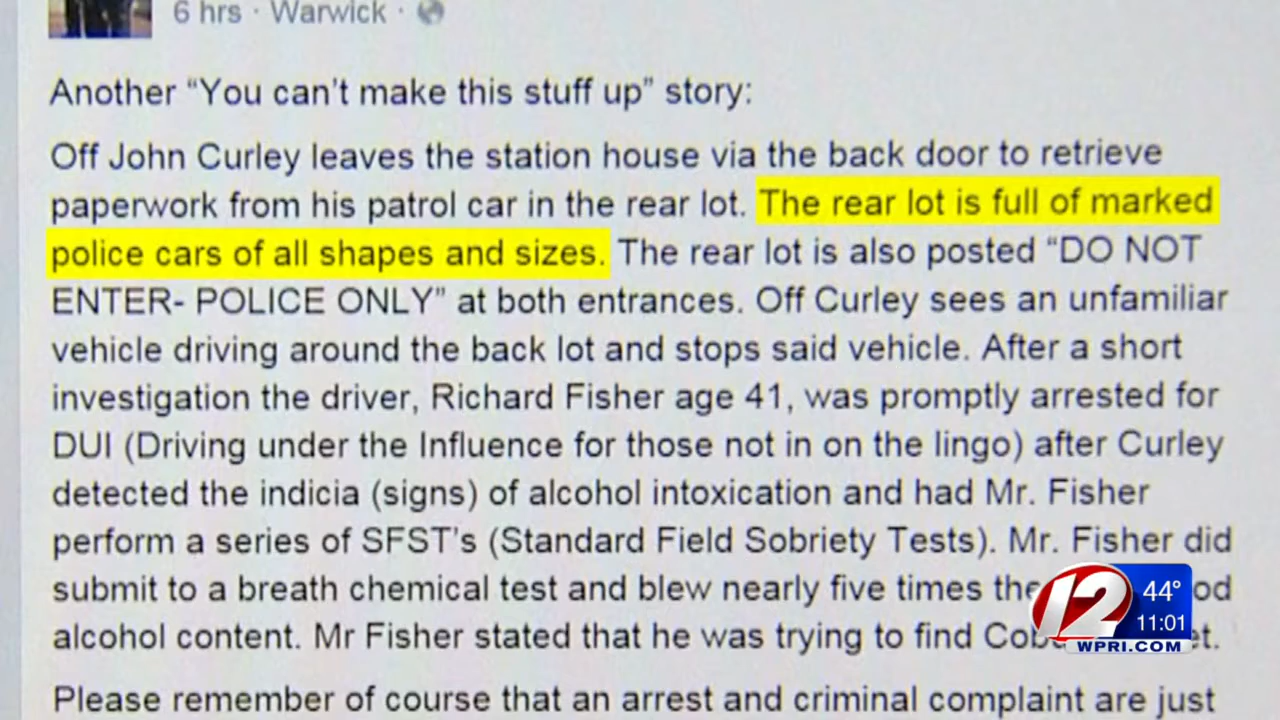 6 hrs · Warwick ·
Another “You can’t make this stuff up” story:
Off John Curley leaves the station house via the back door to retrieve
paperwork from his patrol car in the rear lot. The rear lot is full of marked
police cars of all shapes and sizes. The rear lot is also posted “DO NOT
ENTER- POLICE ONLY” at both entrances. Off Curley sees an unfamiliar
vehicle driving around the back lot and stops said vehicle. After a short
investigation the driver, Richard Fisher age 41, was promptly arrested for
DUI (Driving under the Influence for those not in on the lingo) after Curley
detected the indicia (signs) of alcohol intoxication and had Mr. Fisher
perform a series of SFST’s (Standard Field Sobriety Tests). Mr. Fisher did
submit to a breath chemical test and blew nearly five times the
alcohol content. Mr Fisher stated that he was trying to find
Please remember of course that an arrest and criminal complaint are just
12
44°
11:01
WPRI.COM